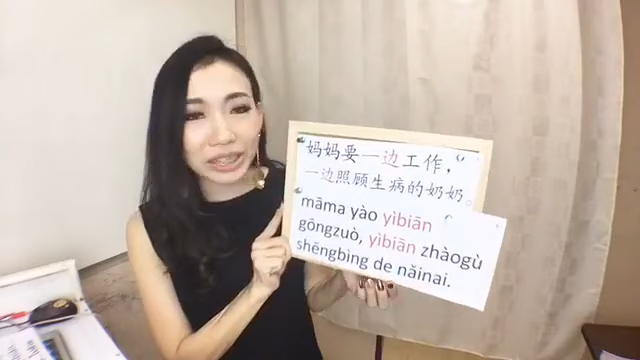 妈妈要一边工作，
一边照顾生病的奶奶。
māma yào yìbiān
gōngzuò, yìbiān zhàogù
shēngbìng de nǎinai.